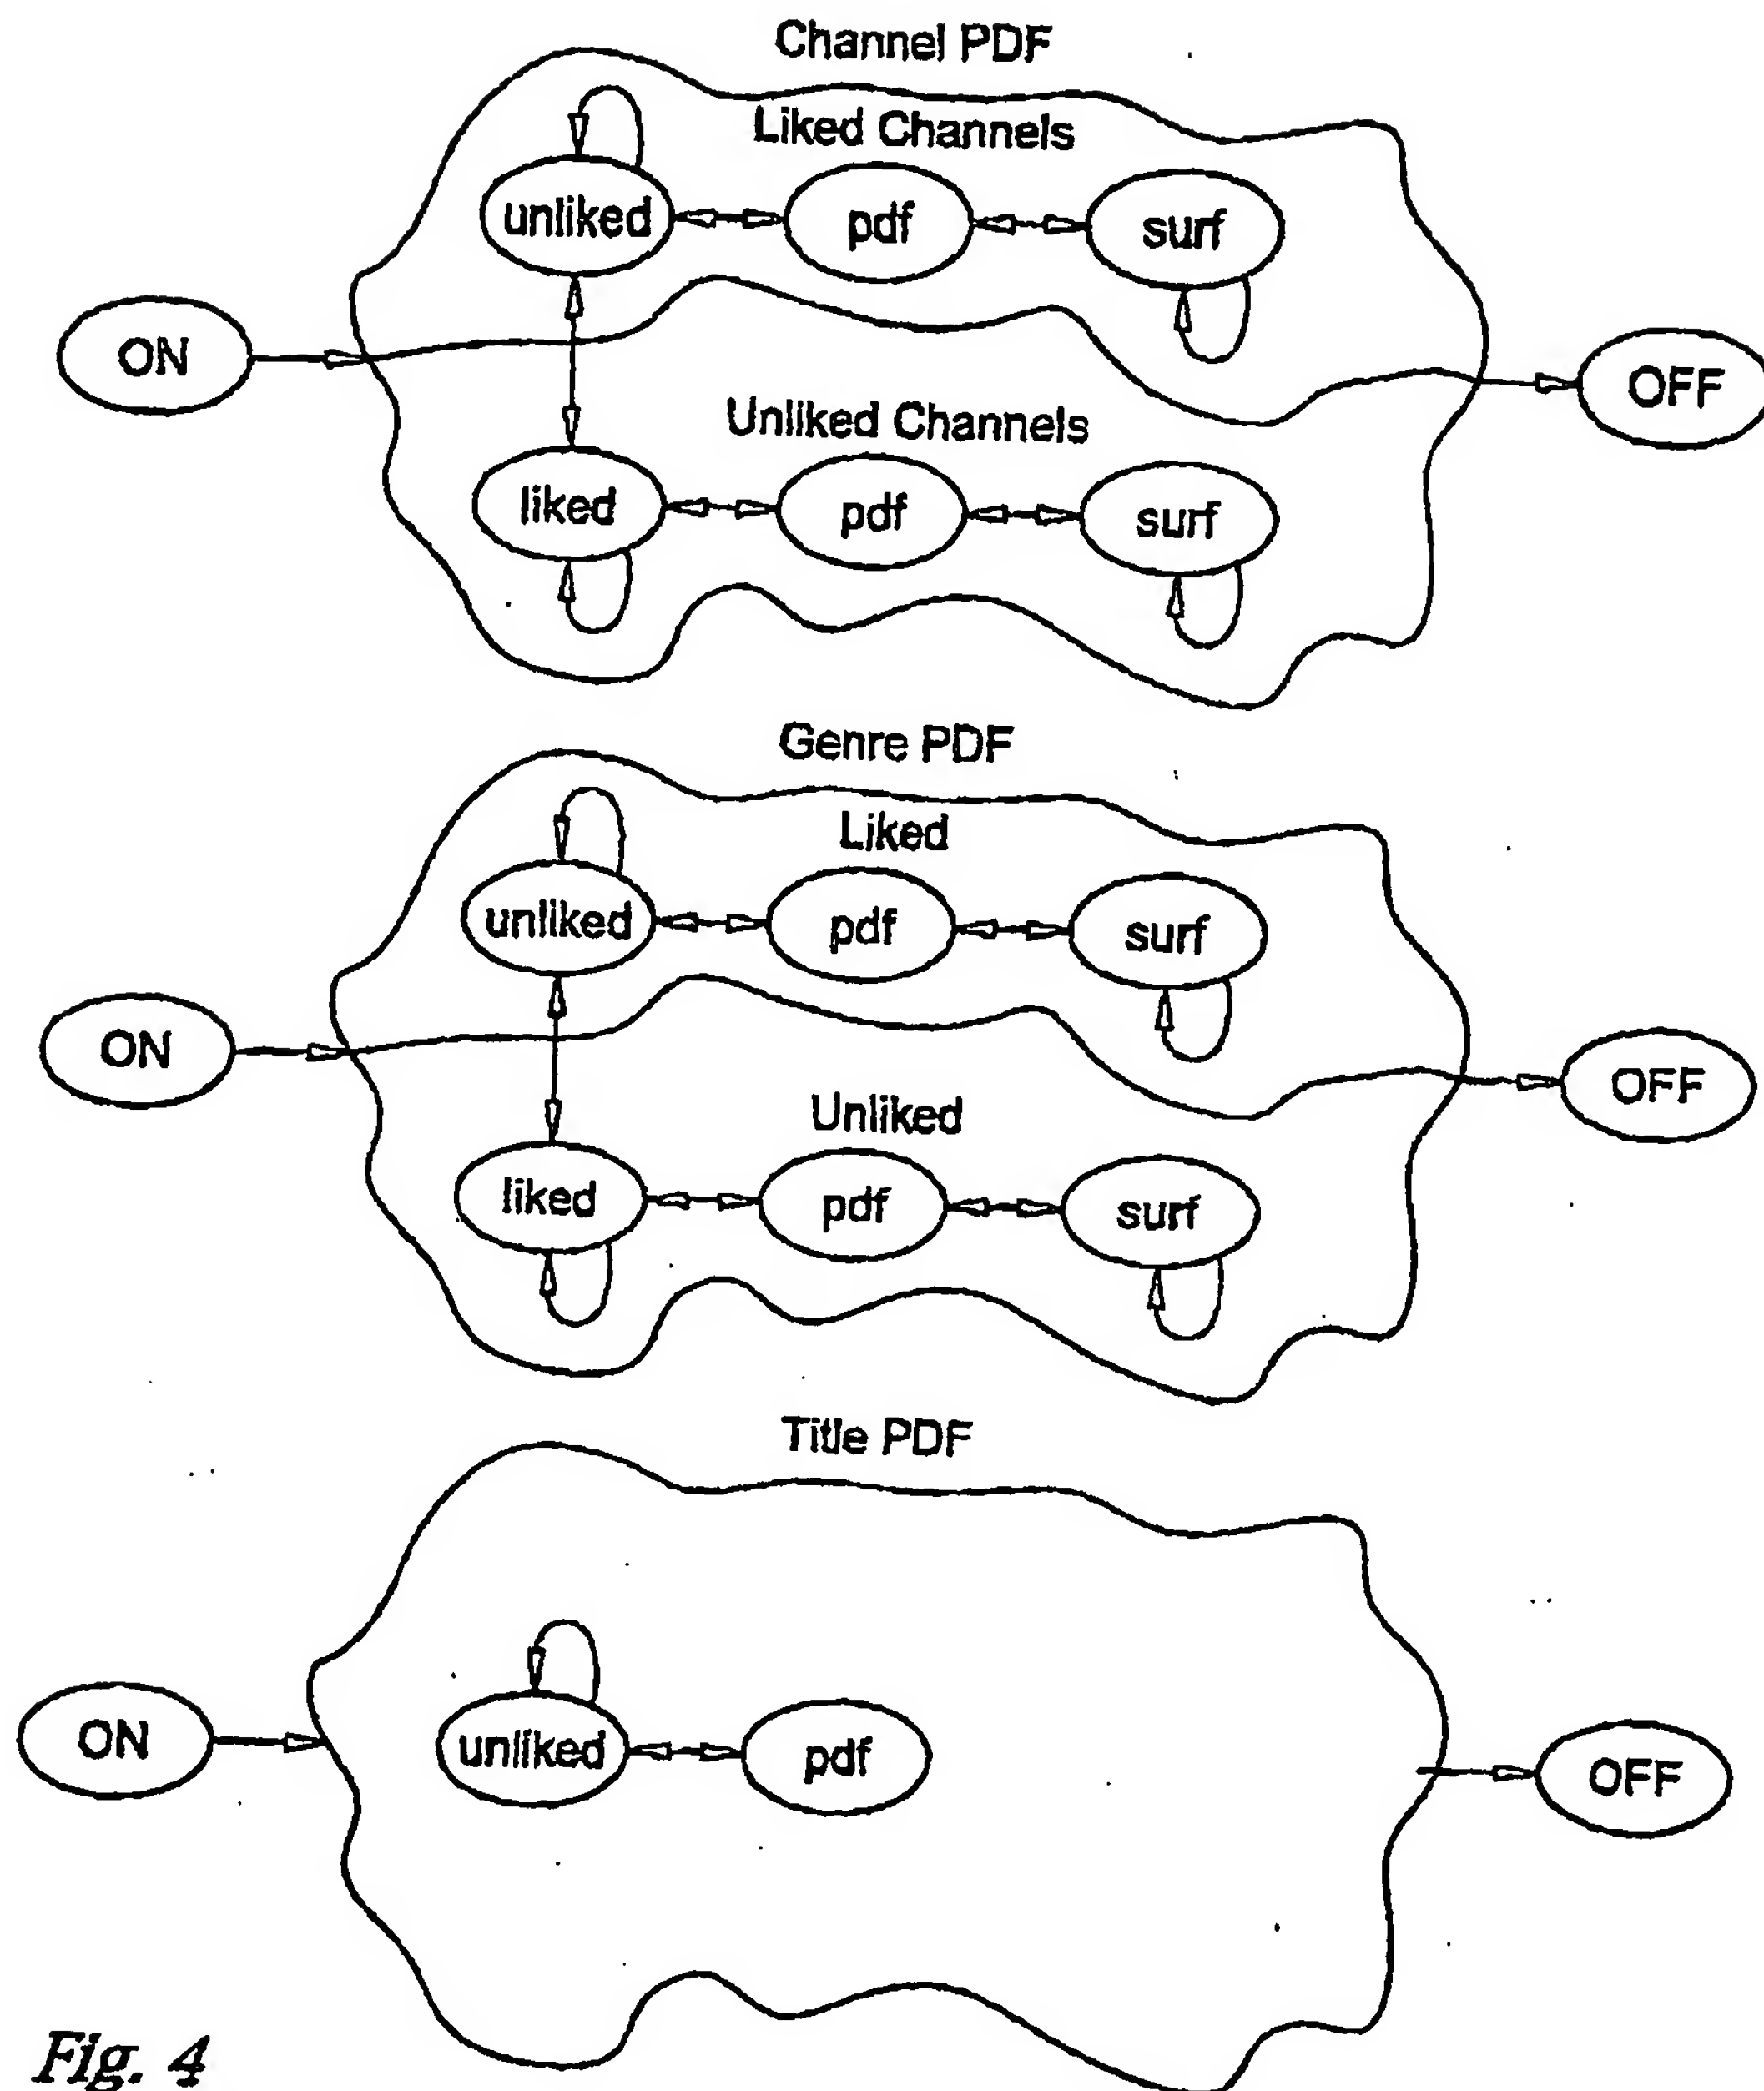 Channel PDF
Liked Channels
unliked
pdf
surf
ON
OFF
Unliked Channels
liked
pdf
surf
Genre PDF
Liked
unliked
pdf
surf
ON
OFF
Unliked
liked
pdf
surf
Title PDF
ON
unliked
pdf
OFF
Fig. 4